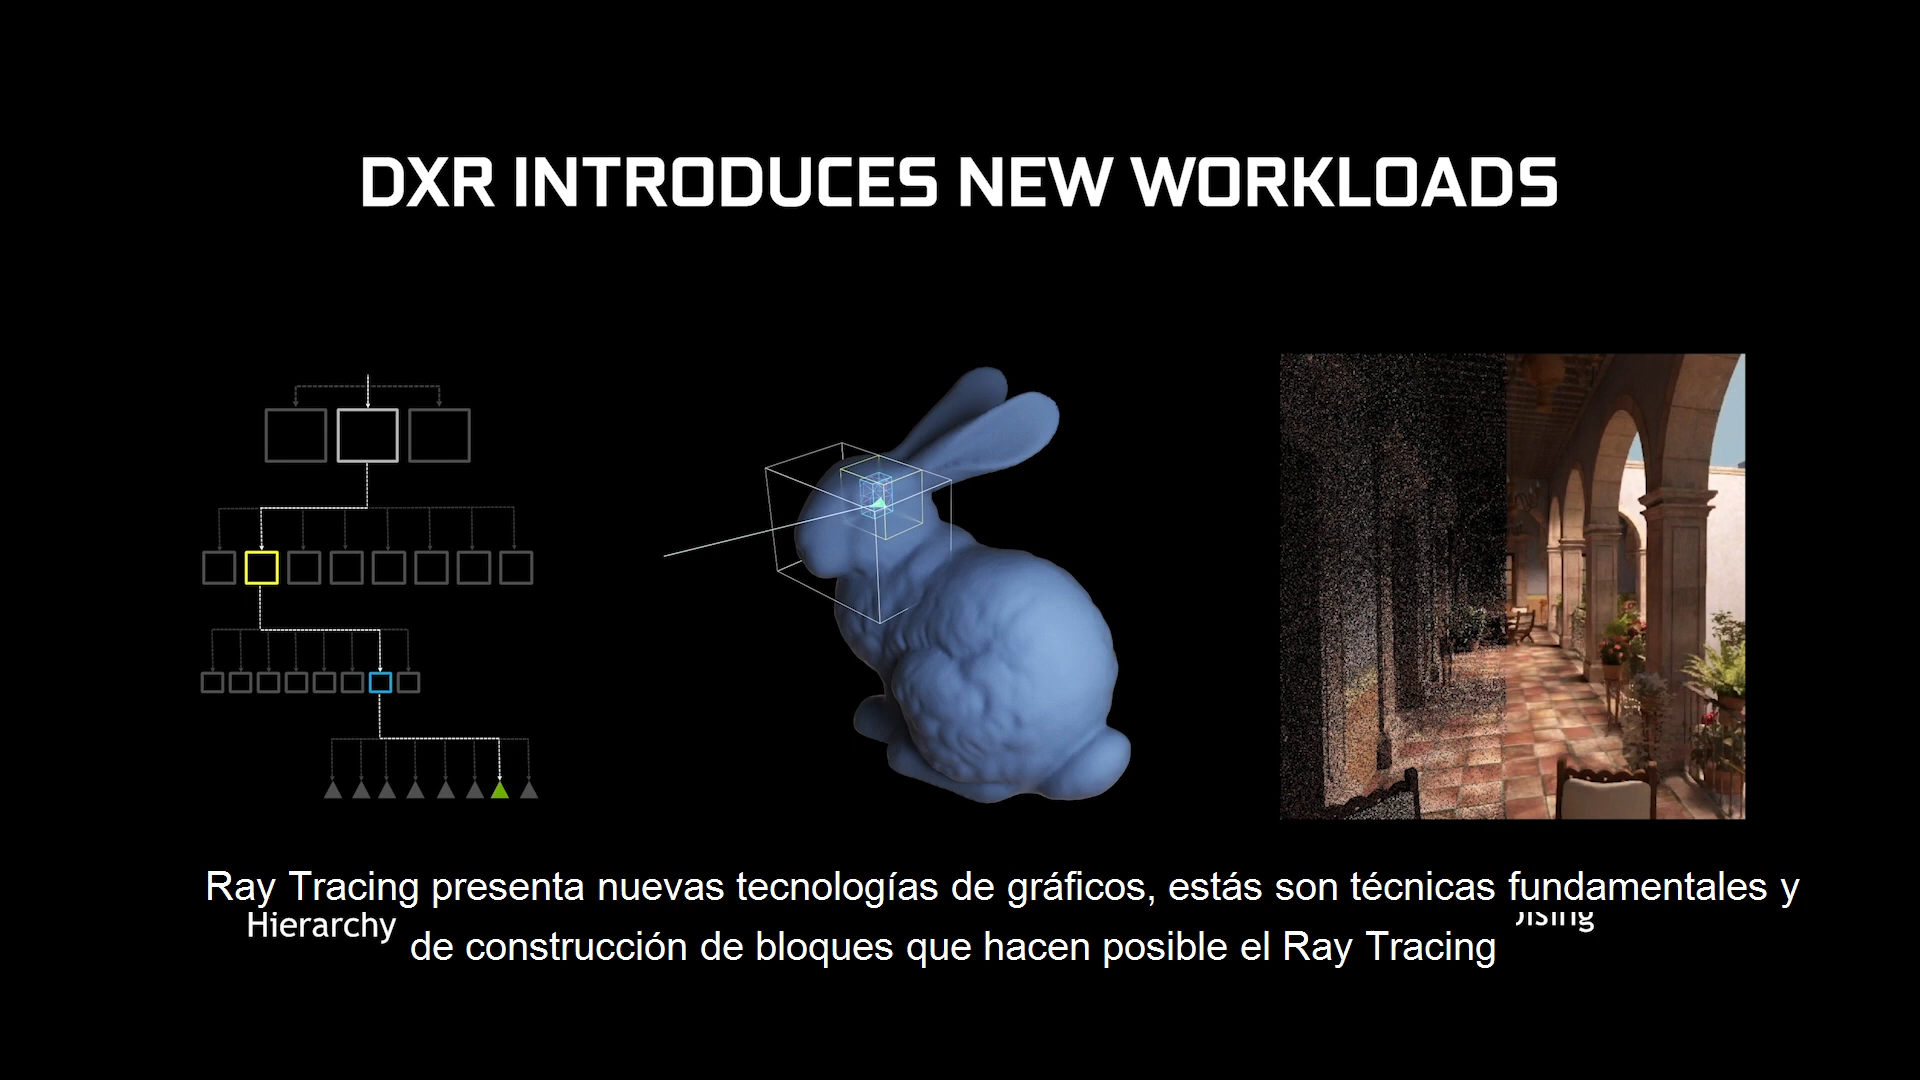 DXR INTRODUCES NEW WORKLOADS
Ray Tracing presenta nuevas tecnologías de gráficos, estás son técnicas fundamentales y
Hierarchy
de construcción de bloques que hacen posible el Ray Tracing